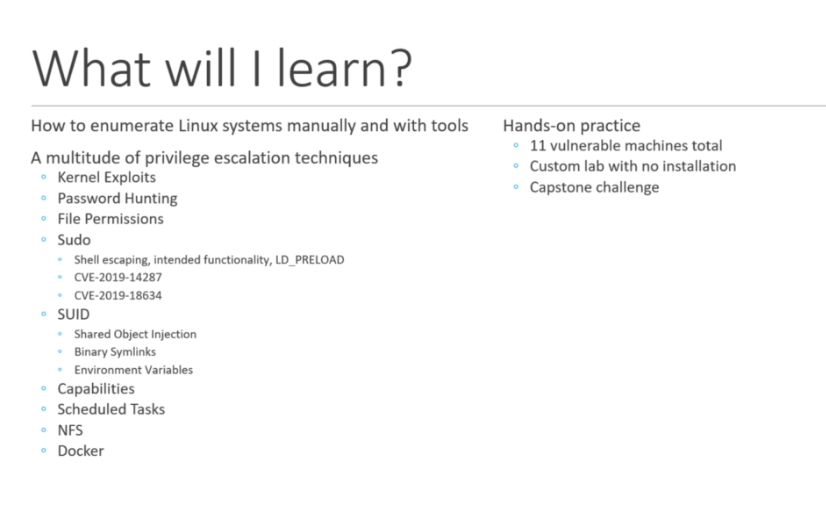 What will I learn?
How to enumerate Linux systems manually and with tools
A multitude of privilege escalation techniques
Kernel Exploits
Password Hunting
File Permissions
Sudo
Shell escaping, intended functionality, LD_PRELOAD
CVE-2019-14287
CVE-2019-18634
SUID
Shared Object Injection
Binary Symlinks
Environment Variables
Capabilities
Scheduled Tasks
NFS
Docker
Hands-on practice
11 vulnerable machines total
Custom lab with no installation
Capstone challenge